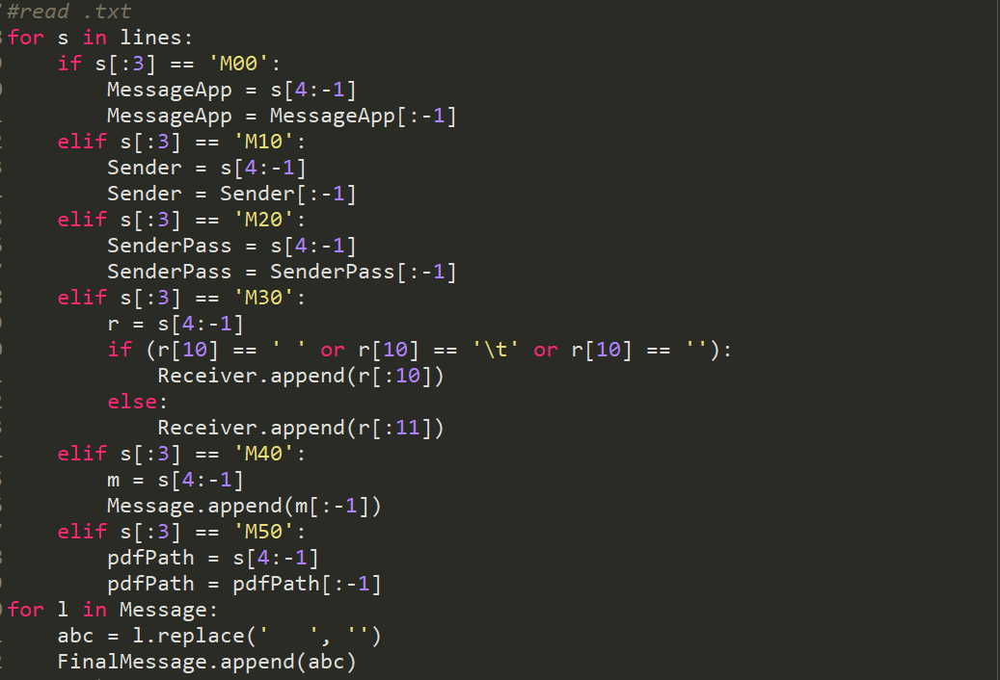 #read .txt
for s in lines:
    if s[:3] == 'M00':
        MessageApp = s[4:-1]
        MessageApp = MessageApp[:-1]
    elif s[:3] == 'M10':
        Sender = s[4:-1]
        Sender = Sender[:-1]
    elif s[:3] == 'M20':
        SenderPass = s[4:-1]
        SenderPass = SenderPass[:-1]
    elif s[:3] == 'M30':
        r = s[4:-1]
        if (r[10] == ' ' or r[10] == '\t' or r[10] == ''):
            Receiver.append(r[:10])
        else:
            Receiver.append(r[:11])
    elif s[:3] == 'M40':
        m = s[4:-1]
        Message.append(m[:-1])
    elif s[:3] == 'M50':
        pdfPath = s[4:-1]
        pdfPath = pdfPath[:-1]
for l in Message:
    abc = l.replace('   ', '')
    FinalMessage.append(abc)